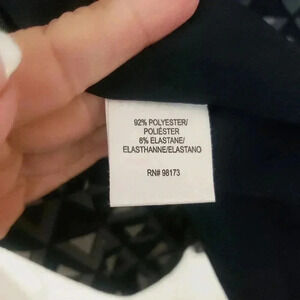 92% POLYESTER/
POLIÉSTER
8% ELASTANE/
ELASTHANNE/ELASTANO
RN# 98173